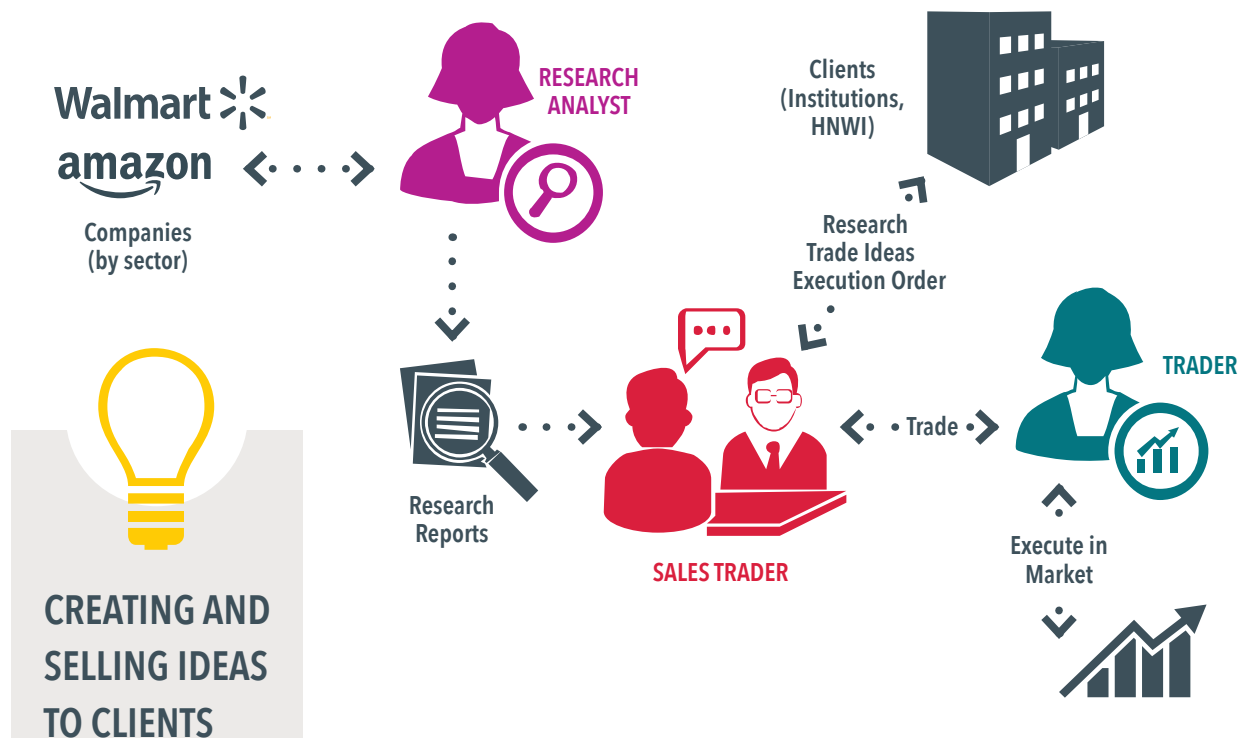 Walmart
amazon
Companies
(by sector)
RESEARCH
ANALYST
Clients
(Institutions,
HNWI)
Research
Trade Ideas
Execution Order
Research
Reports
SALES TRADER
Trade
TRADER
Execute in
Market
CREATING AND
SELLING IDEAS
TO CLIENTS